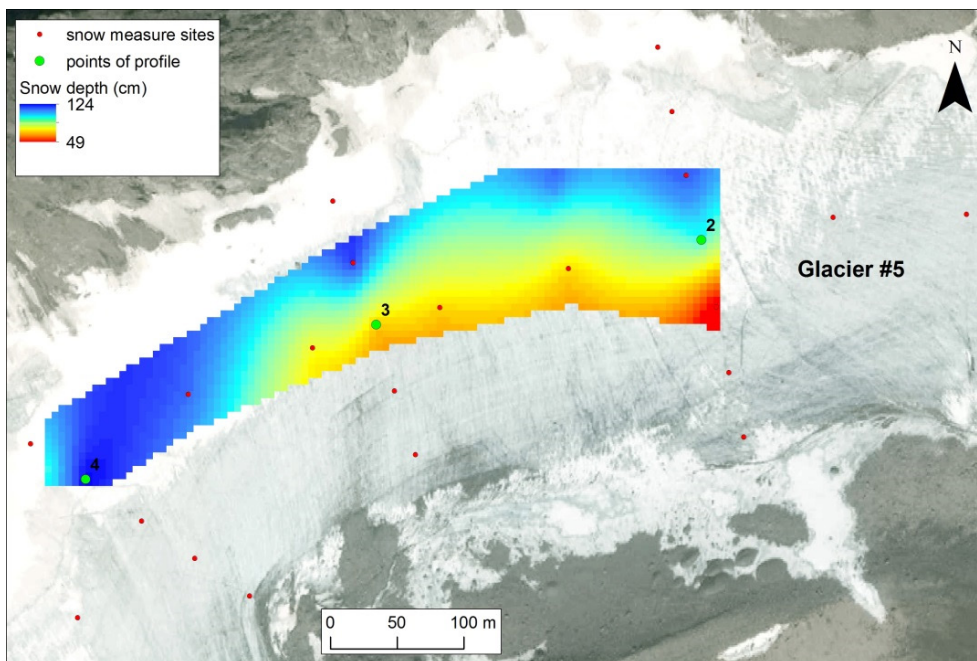 snow measure sites
points of profile
Snow depth (cm)
124
49
N
2
Glacier #5
3
4
0 50 100 m